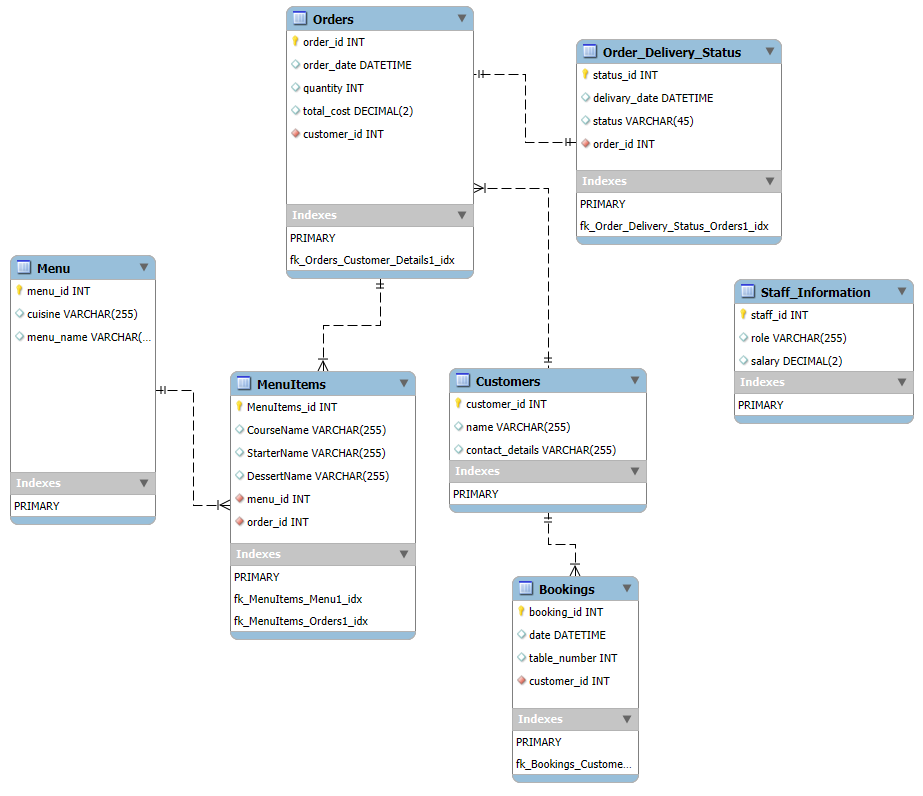 Orders
order_id INT
order_date DATETIME
quantity INT
total_cost DECIMAL(2)
customer_id INT
Indexes
PRIMARY
fk_Orders_Customer_Details1_idx
Order_Delivery_Status
status_id INT
delivary_date DATETIME
status VARCHAR(45)
order_id INT
Indexes
PRIMARY
fk_Order_Delivery_Status_Orders1_idx
Menu
menu_id INT
cuisine VARCHAR(255)
menu_name VARCHAR(...
Indexes
PRIMARY
MenuItems
MenuItems_id INT
CourseName VARCHAR(255)
StarterName VARCHAR(255)
DessertName VARCHAR(255)
menu_id INT
order_id INT
Indexes
PRIMARY
fk_MenuItems_Menu1_idx
fk_MenuItems_Orders1_idx
Customers
customer_id INT
name VARCHAR(255)
contact_details VARCHAR(255)
Indexes
PRIMARY
Staff_Information
staff_id INT
role VARCHAR(255)
salary DECIMAL(2)
Indexes
PRIMARY
Bookings
booking_id INT
date DATETIME
table_number INT
customer_id INT
Indexes
PRIMARY
fk_Bookings_Custome...